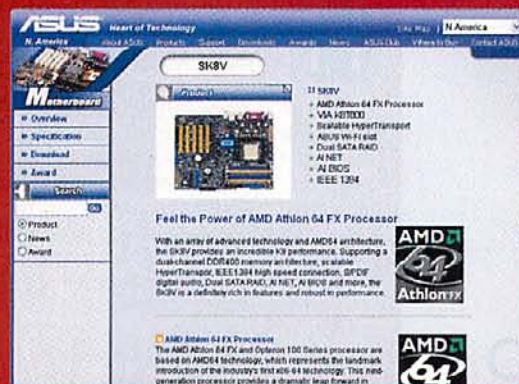 ASUS Heart of Technology
Site Map N America
N. America About ASUS Products Support Downloads Awards News ASUS Club Where to Buy Contact ASUS
SK8V
Motherboard
Overview
Specification
Download
Award
Search
GO
Product
News
Award
Product
SK8V
AMD Athlon 64 FX Processor
VIA K8T800
Scalable HyperTransport
ASUS Wi-Fi slot
Dual SATA RAID
AI NET
AI BIOS
IEEE 1394
Feel the Power of AMD Athlon 64 FX Processor
With an array of advanced technology and AMD64 architecture,
the SK8V provides an incredible K8 performance. Supporting a
dual-channel DDR400 memory architecture, scalable
HyperTransport, IEEE1394 high speed connection, S/PDIF
digital audio, Dual SATA RAID, AI NET, AI BIOS and more, the
SK8V is a definitely rich in features and robust in performance.
AMD
64
Athlon FX
AMD Athlon 64 FX Processor
The AMD Athlon 64 FX and Opteron 100 Series processor are
based on AMD64 technology, which represents the landmark
introduction of the industry's first x86-64 technology. This next-
generation processor provides a dramatic leap forward in
AMD
64